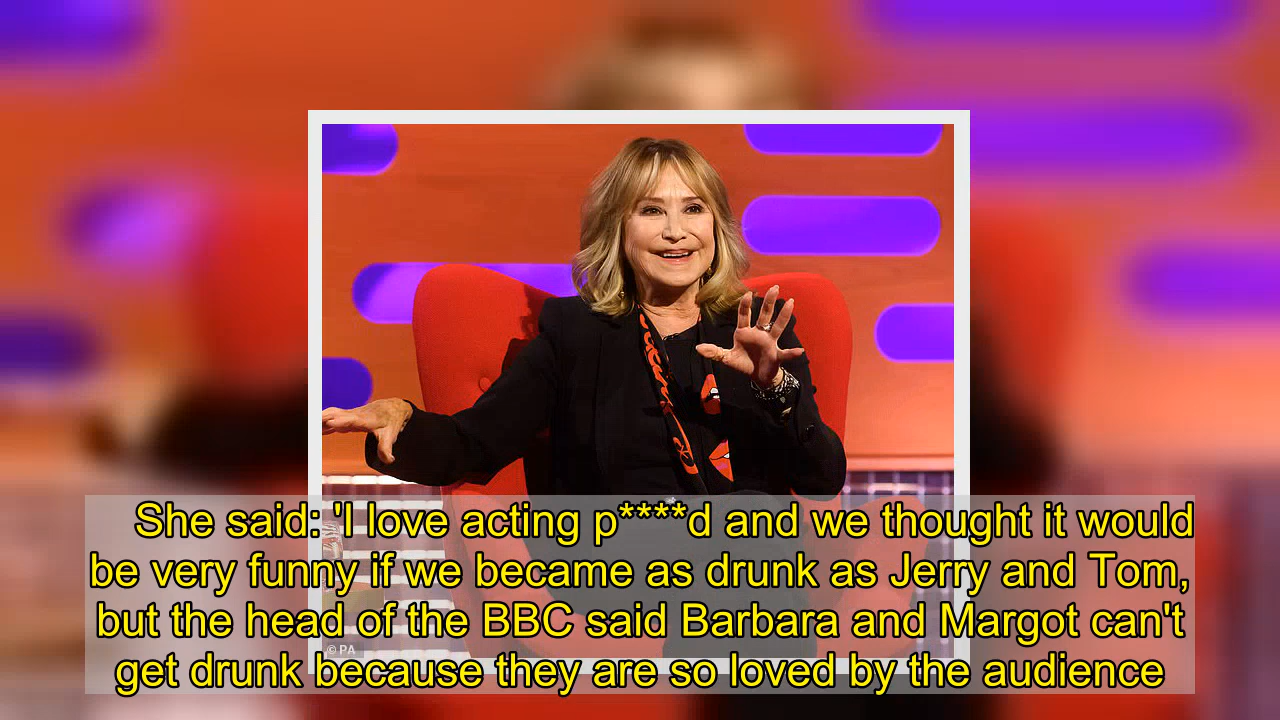 She said: 'I love acting p****d and we thought it would
be very funny if we became as drunk as Jerry and Tom,
but the head of the BBC said Barbara and Margot can't
get drunk because they are so loved by the audience
© PA